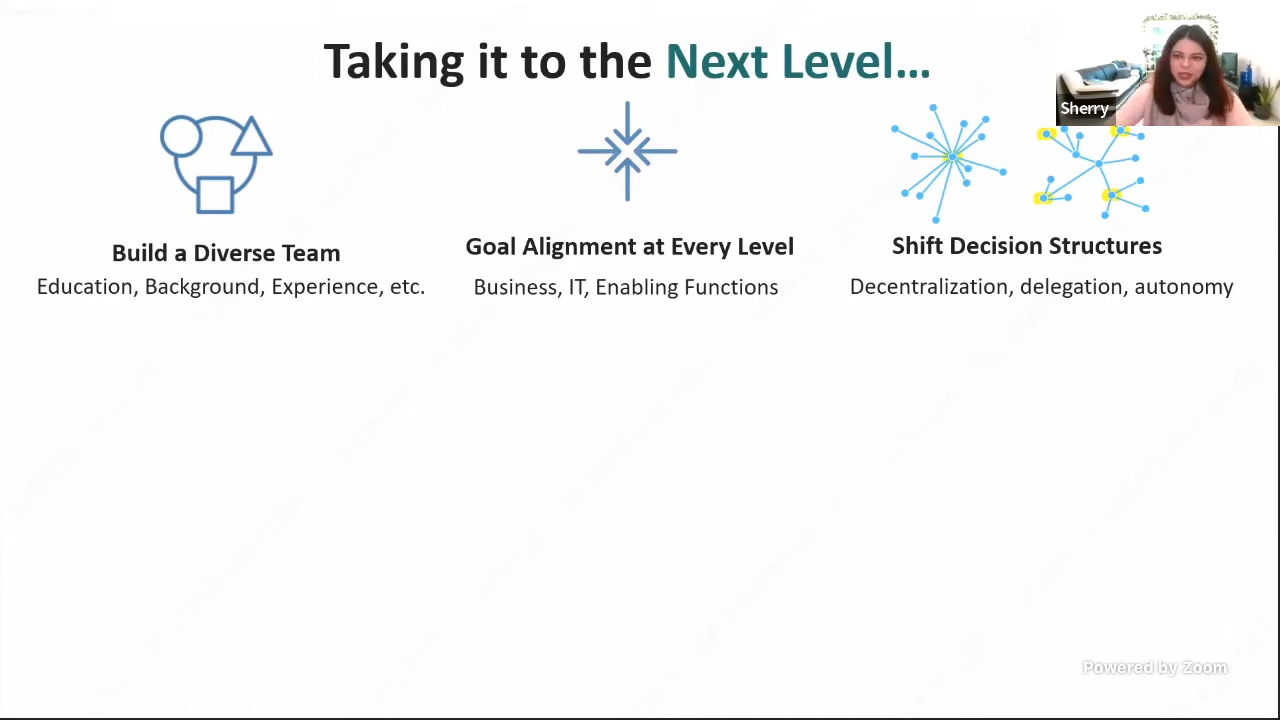 Taking it to the Next Level...
Sherry
Build a Diverse Team
Education, Background, Experience, etc.
Goal Alignment at Every Level
Business, IT, Enabling Functions
Shift Decision Structures
Decentralization, delegation, autonomy
Powered by Zoom